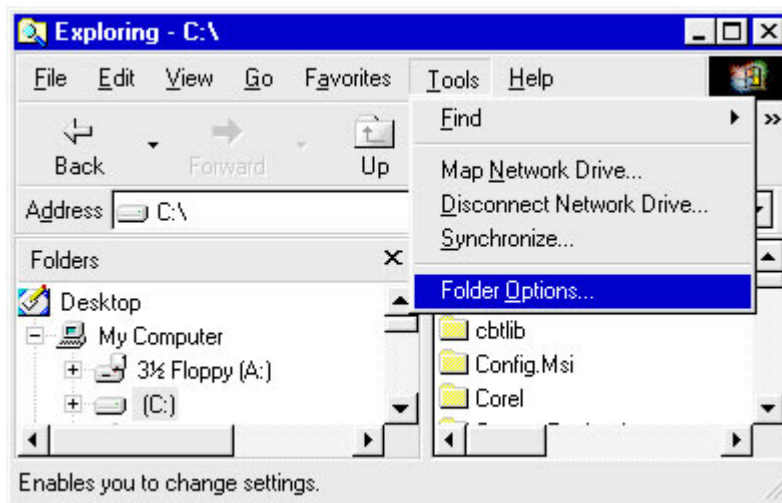 Exploring - C:\
File Edit View Go Favorites Tools Help
Back Forward Up »
Address C:\
Find
Map Network Drive...
Disconnect Network Drive...
Synchronize...
Folder Options...
Folders
Desktop
My Computer
3½ Floppy (A:)
(C:)
cbtlib
Config.Msi
Corel
Enables you to change settings.